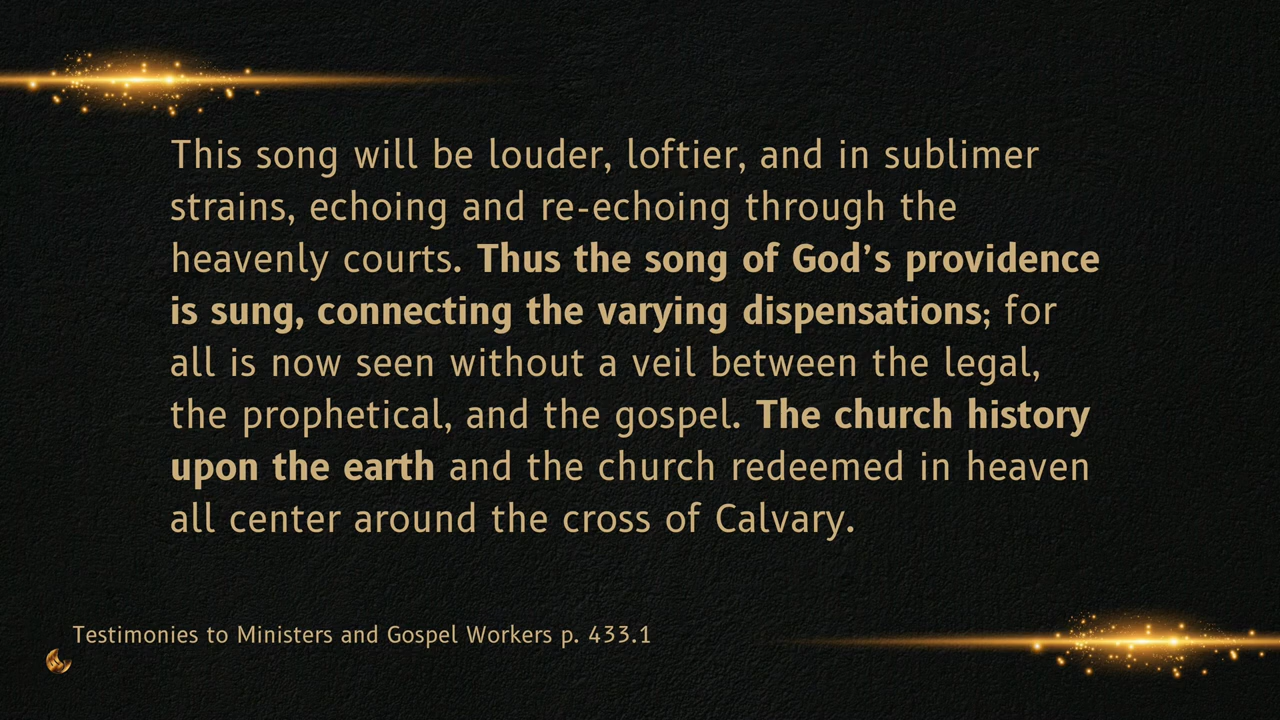 This song will be louder, loftier, and in sublimer
strains, echoing and re-echoing through the
heavenly courts. Thus the song of God’s providence
is sung, connecting the varying dispensations; for
all is now seen without a veil between the legal,
the prophetical, and the gospel. The church history
upon the earth and the church redeemed in heaven
all center around the cross of Calvary.
Testimonies to Ministers and Gospel Workers p. 433.1